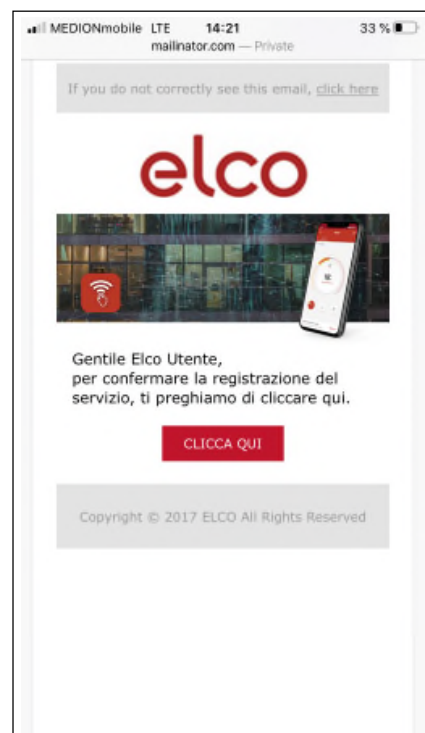 MEDIONmobile LTE 14:21 33 %
mailinator.com — Private
If you do not correctly see this email, click here
elco
Gentile Elco Utente,
per confermare la registrazione del
servizio, ti preghiamo di cliccare qui.
CLICCA QUI
Copyright © 2017 ELCO All Rights Reserved